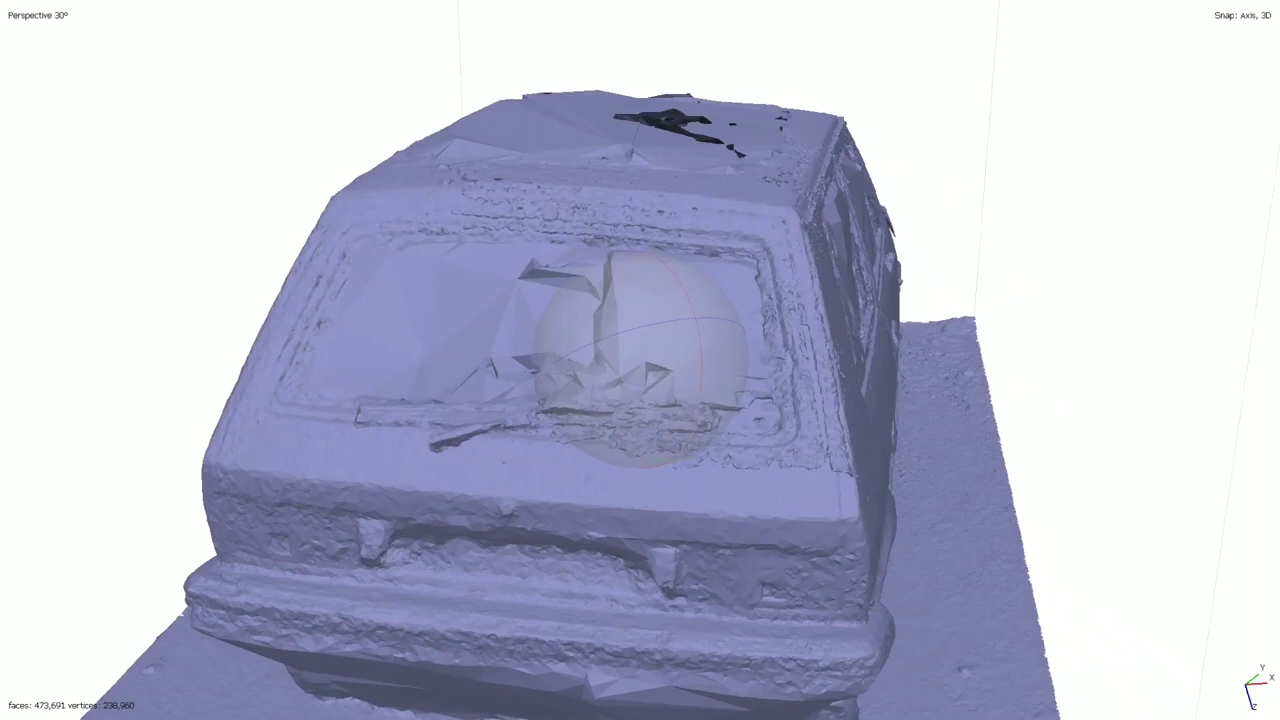 Perspective 30°
Snap: Axis, 3D
Y
X
Z
faces: 473,691 vertices: 238,960